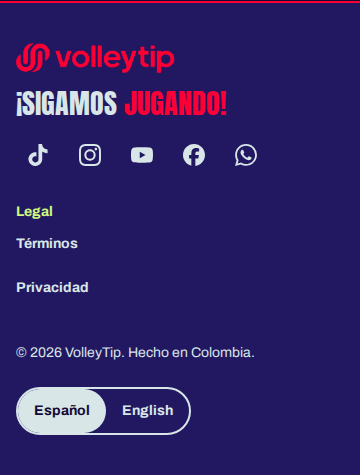 volleytip
¡SIGAMOS JUGANDO!
Legal
Términos
Privacidad
© 2026 VolleyTip. Hecho en Colombia.
Español English